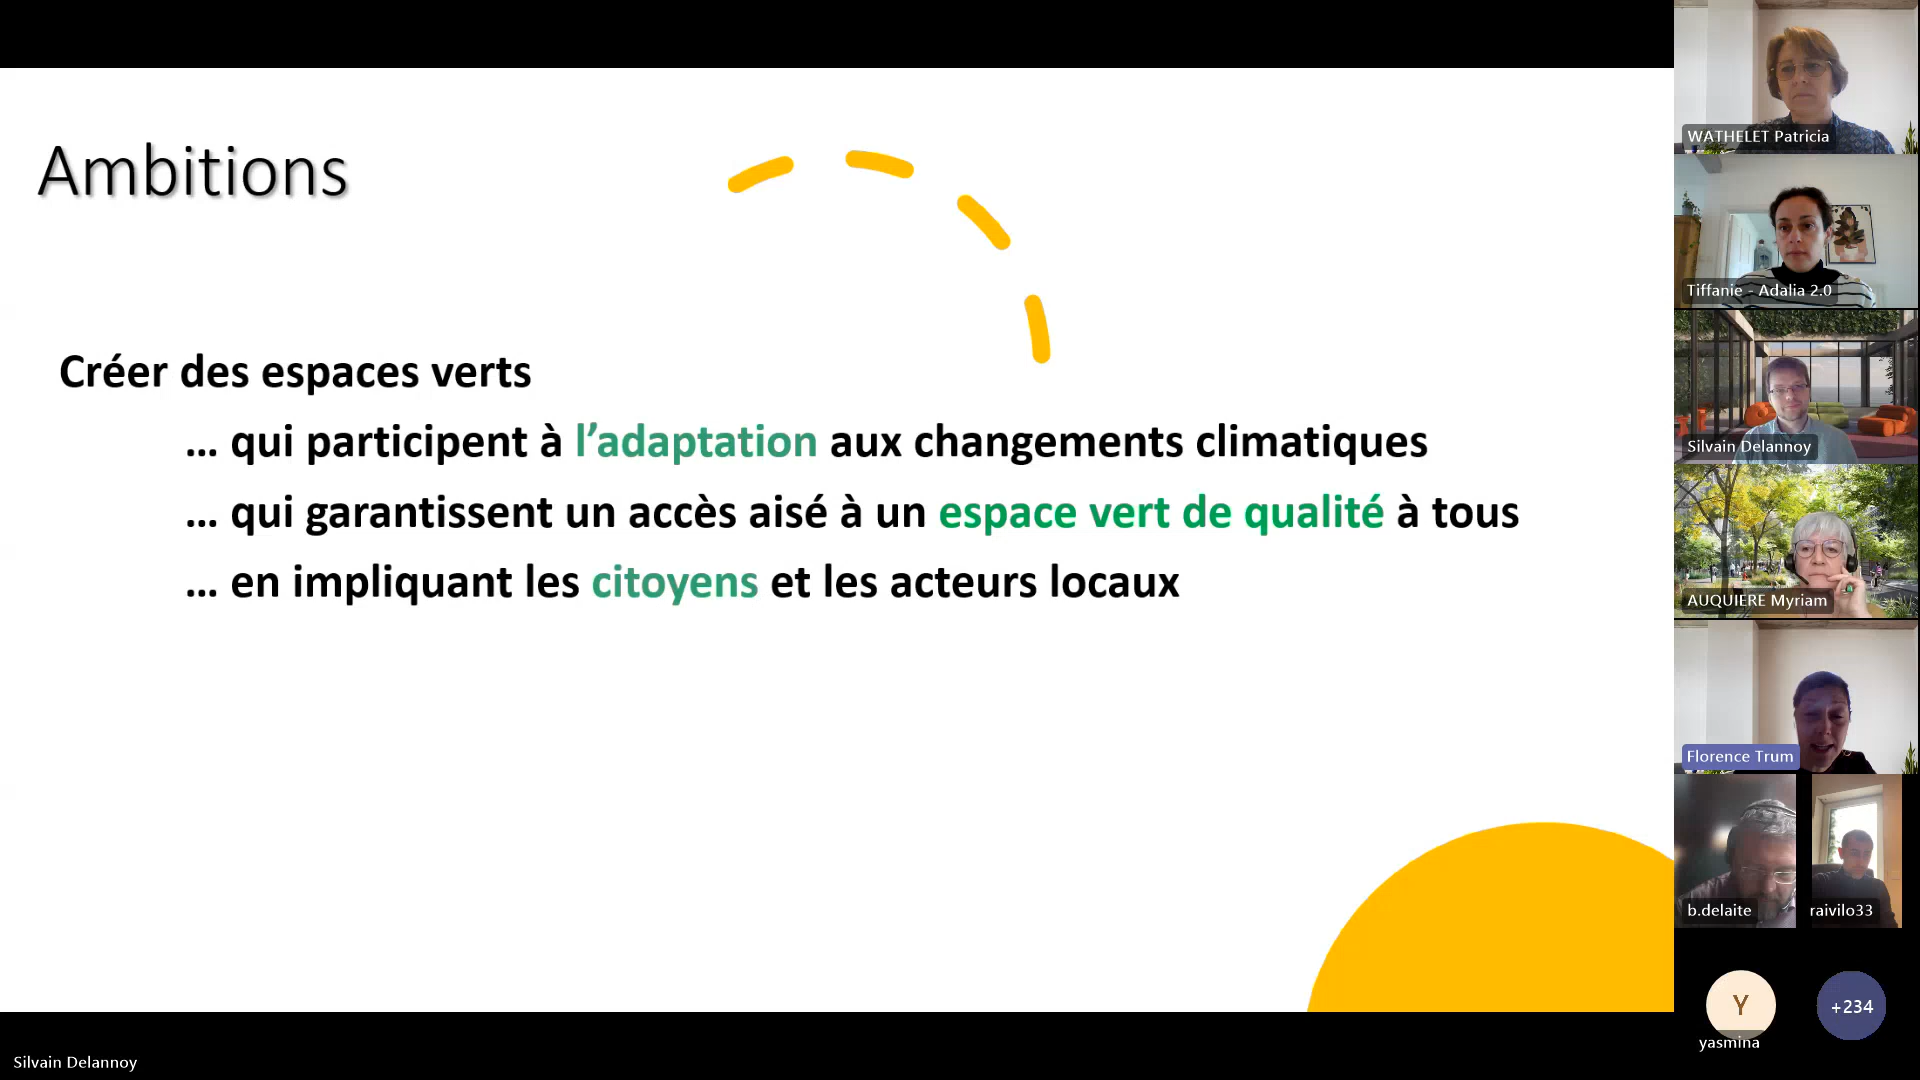 Ambitions
Créer des espaces verts
... qui participent à l’adaptation aux changements climatiques
... qui garantissent un accès aisé à un espace vert de qualité à tous
... en impliquant les citoyens et les acteurs locaux
WATHELET Patricia
Tiffanie - Adalia 2.0
Silvain Delannoy
AUQUIERE Myriam
Florence Trum
b.delaite
raivilo33
Y
yasmina
+234
Silvain Delannoy